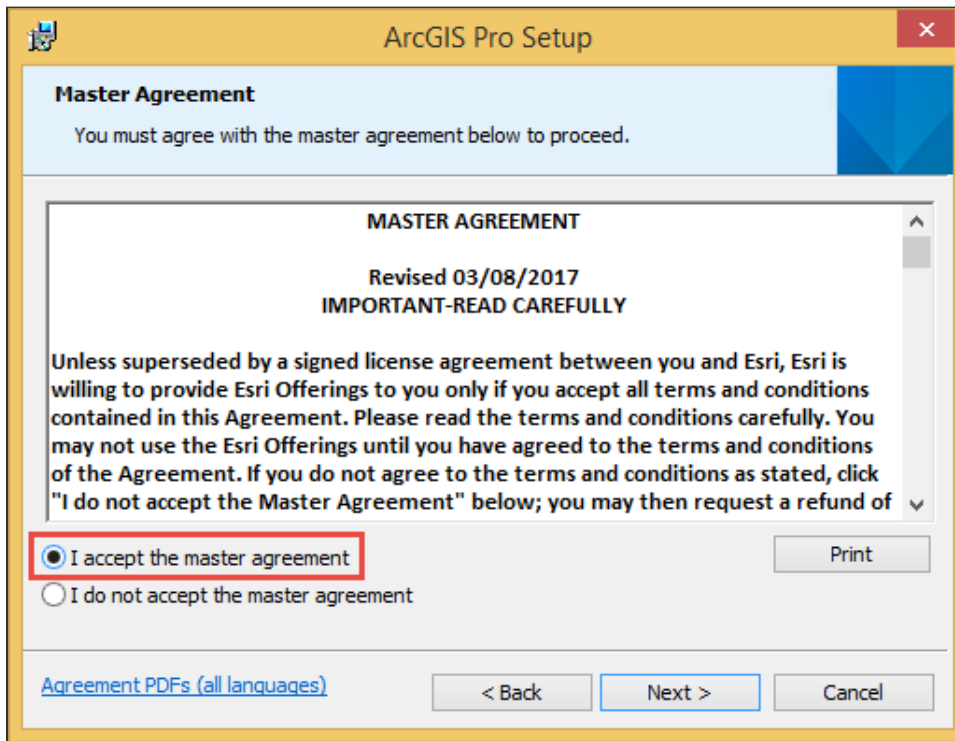 ArcGIS Pro Setup
Master Agreement
You must agree with the master agreement below to proceed.
MASTER AGREEMENT
Revised 03/08/2017
IMPORTANT-READ CAREFULLY
Unless superseded by a signed license agreement between you and Esri, Esri is
willing to provide Esri Offerings to you only if you accept all terms and conditions
contained in this Agreement. Please read the terms and conditions carefully. You
may not use the Esri Offerings until you have agreed to the terms and conditions
of the Agreement. If you do not agree to the terms and conditions as stated, click
"I do not accept the Master Agreement" below; you may then request a refund of
I accept the master agreement
Print
I do not accept the master agreement
Agreement PDFs (all languages)
< Back
Next >
Cancel